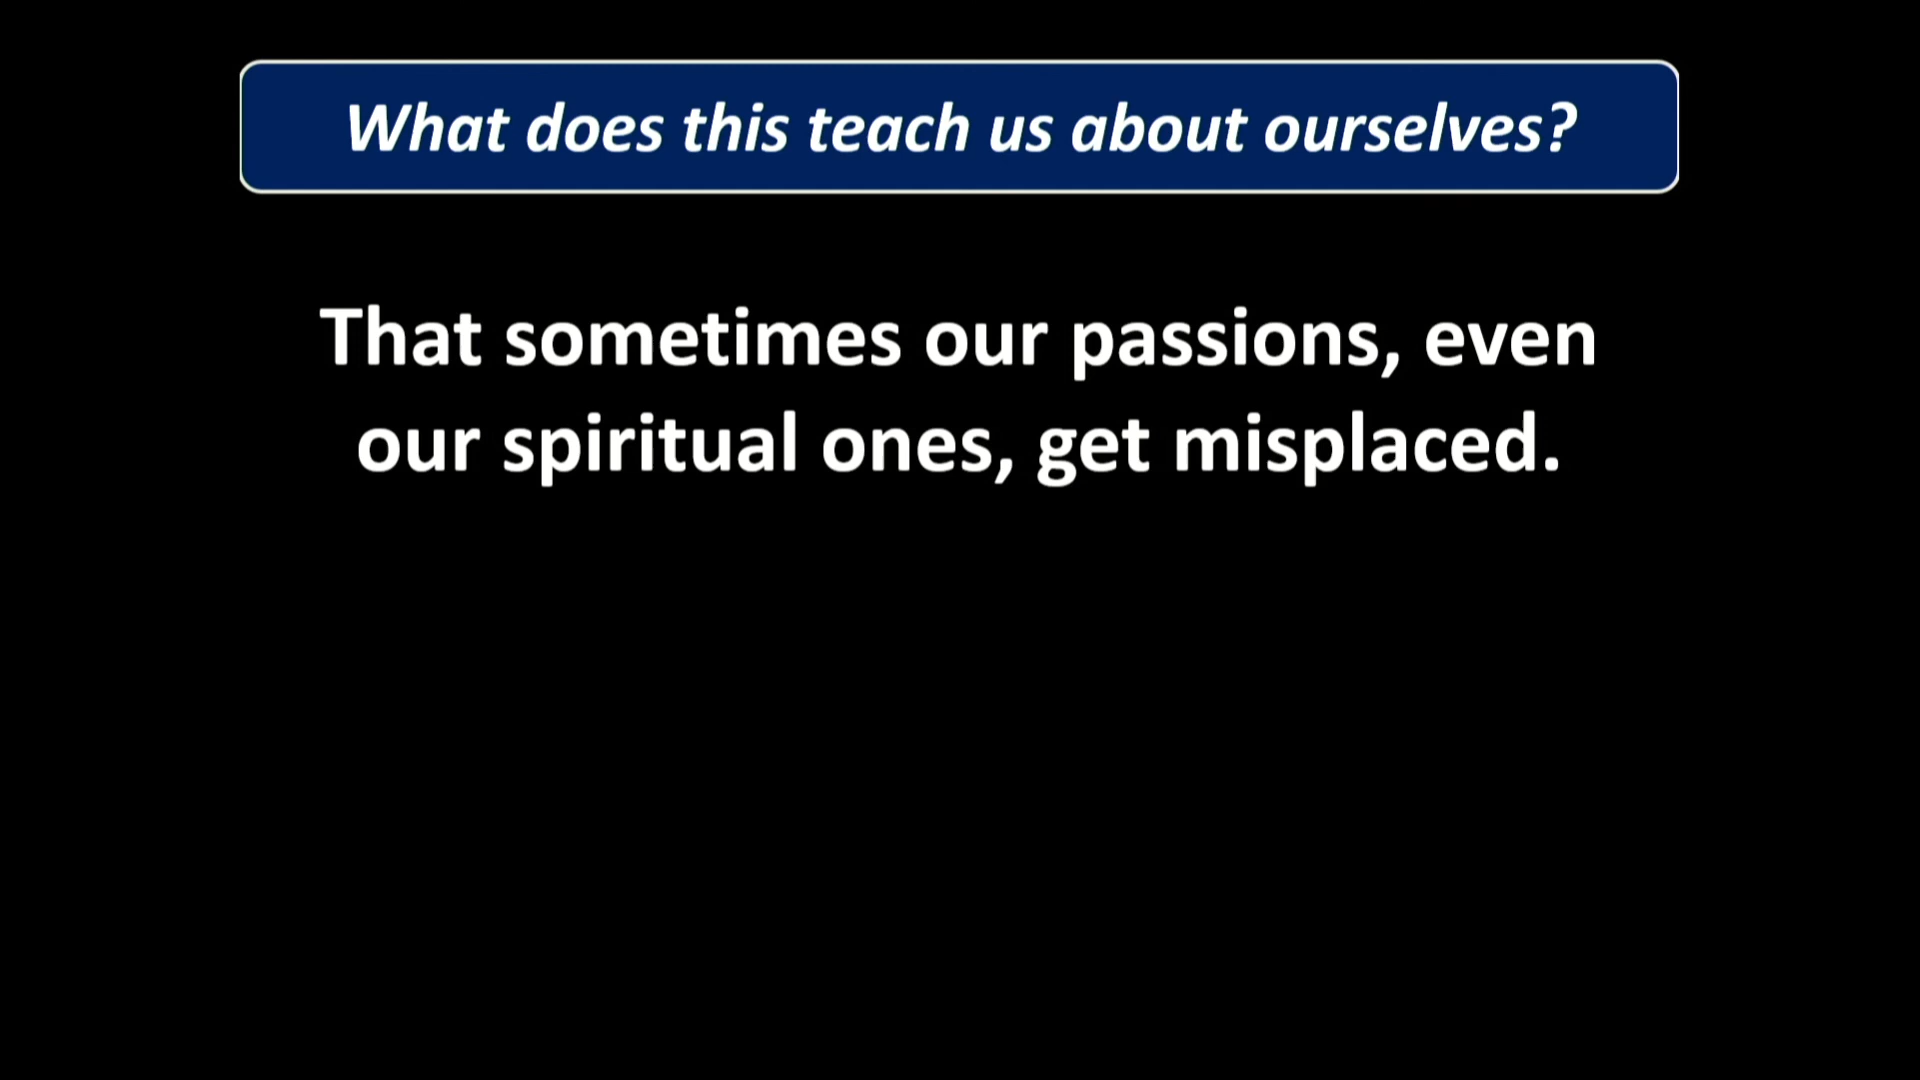 What does this teach us about ourselves?
That sometimes our passions, even
our spiritual ones, get misplaced.